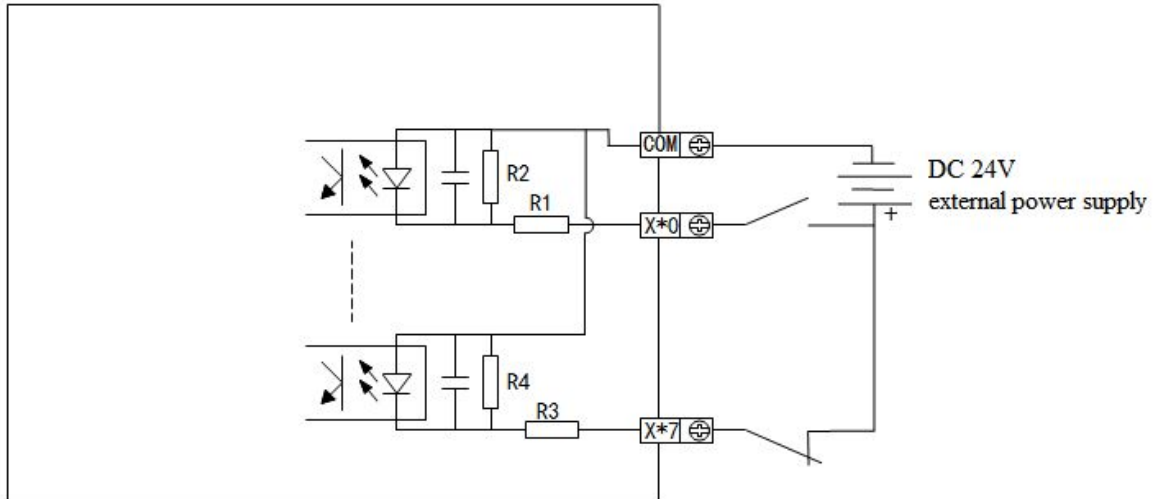 COM
DC 24V
R2
external power supply
R1
+
X*0
R4
R3
X*7